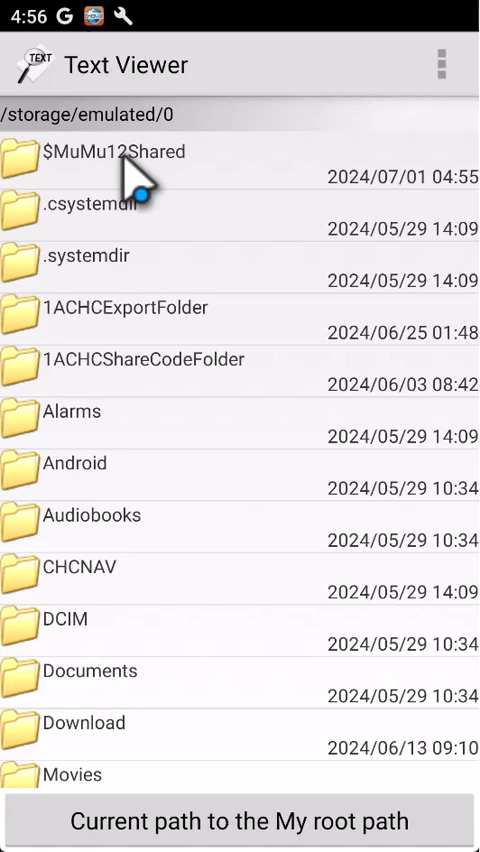 4:56 G
TEXT
Text Viewer
/storage/emulated/0
$MuMu12Shared
2024/07/01 04:55
.csystemdir
2024/05/29 14:09
.systemdir
2024/05/29 14:09
1ACHCExportFolder
2024/06/25 01:48
1ACHCShareCodeFolder
2024/06/03 08:42
Alarms
2024/05/29 14:09
Android
2024/05/29 10:34
Audiobooks
2024/05/29 10:34
CHCNAV
2024/05/29 14:09
DCIM
2024/05/29 10:34
Documents
2024/05/29 10:34
Download
2024/06/13 09:10
Movies
Current path to the My root path